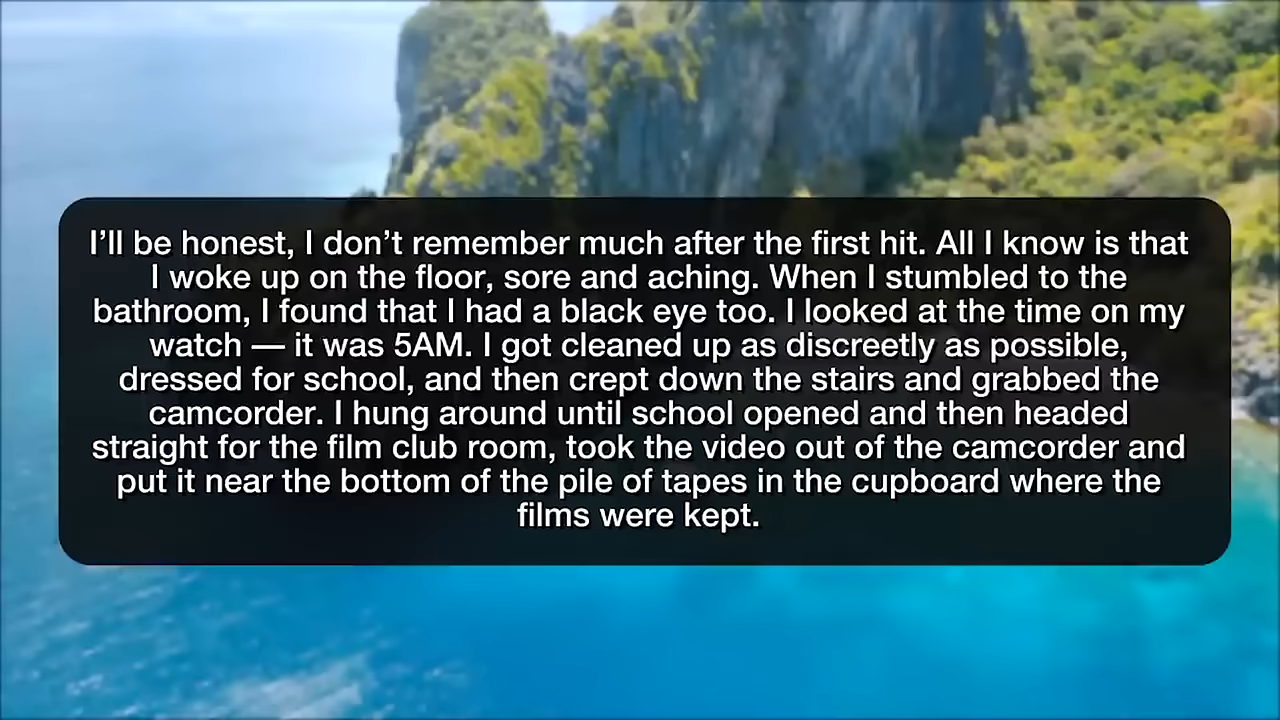 I’ll be honest, I don’t remember much after the first hit. All I know is that
I woke up on the floor, sore and aching. When I stumbled to the
bathroom, I found that I had a black eye too. I looked at the time on my
watch — it was 5AM. I got cleaned up as discreetly as possible,
dressed for school, and then crept down the stairs and grabbed the
camcorder. I hung around until school opened and then headed
straight for the film club room, took the video out of the camcorder and
put it near the bottom of the pile of tapes in the cupboard where the
films were kept.